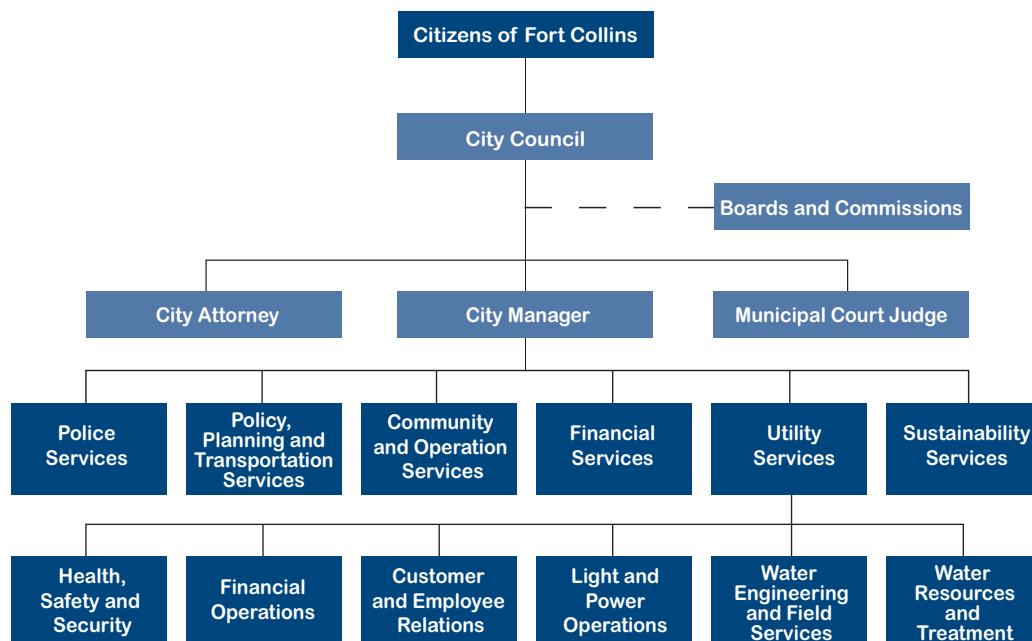 Citizens of Fort Collins
City Council
Boards and Commissions
City Attorney
City Manager
Municipal Court Judge
Police
Services
Policy,
Planning and
Transportation
Services
Community
and Operation
Services
Financial
Services
Utility
Services
Sustainability
Services
Health,
Safety and
Security
Financial
Operations
Customer
and Employee
Relations
Light and
Power
Operations
Water
Engineering
and Field
Services
Water
Resources
and
Treatment